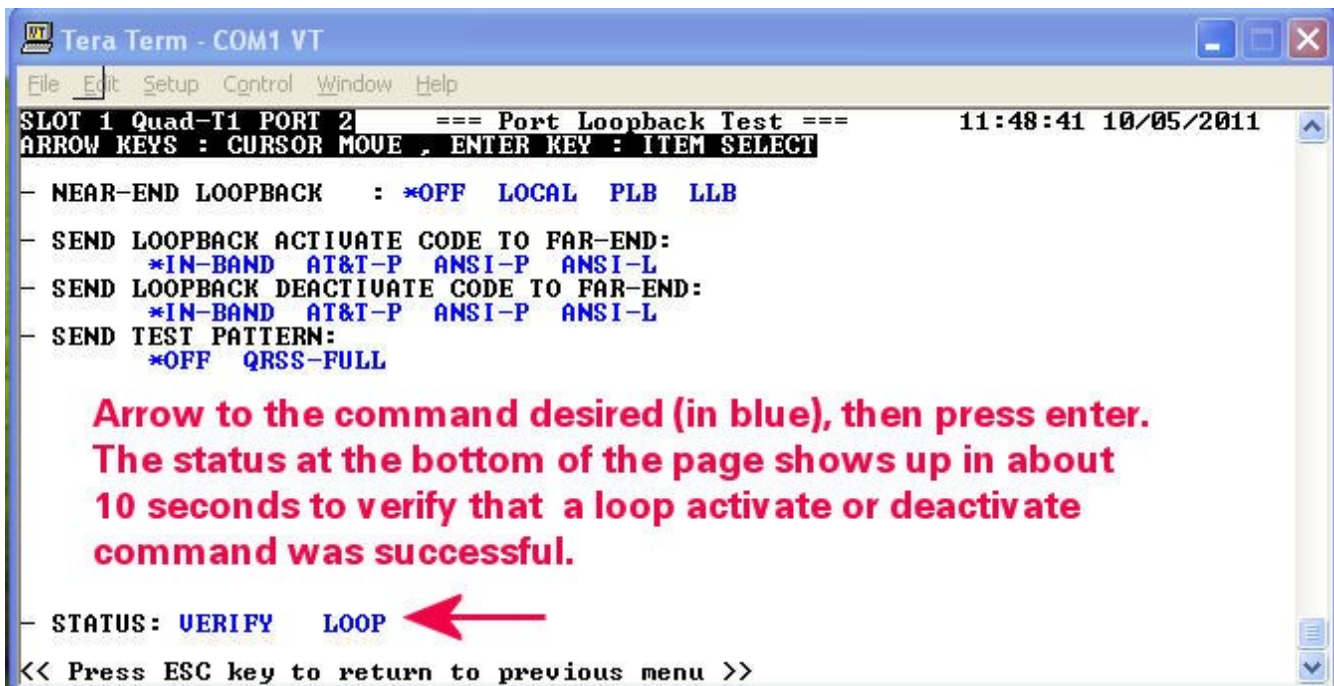 Tera Term - COM1 VT
File Edit Setup Control Window Help
SLOT 1 Quad-T1 PORT 2 === Port Loopback Test === 11:48:41 10/05/2011
ARROW KEYS : CURSOR MOVE , ENTER KEY : ITEM SELECT
- NEAR-END LOOPBACK : *OFF LOCAL PLB LLB
- SEND LOOPBACK ACTIVATE CODE TO FAR-END:
*IN-BAND AT&T-P ANSI-P ANSI-L
- SEND LOOPBACK DEACTIVATE CODE TO FAR-END:
*IN-BAND AT&T-P ANSI-P ANSI-L
- SEND TEST PATTERN:
*OFF QRSS-FULL
Arrow to the command desired (in blue), then press enter.
The status at the bottom of the page shows up in about
10 seconds to verify that a loop activate or deactivate
command was successful.
- STATUS: VERIFY LOOP
<< Press ESC key to return to previous menu >>